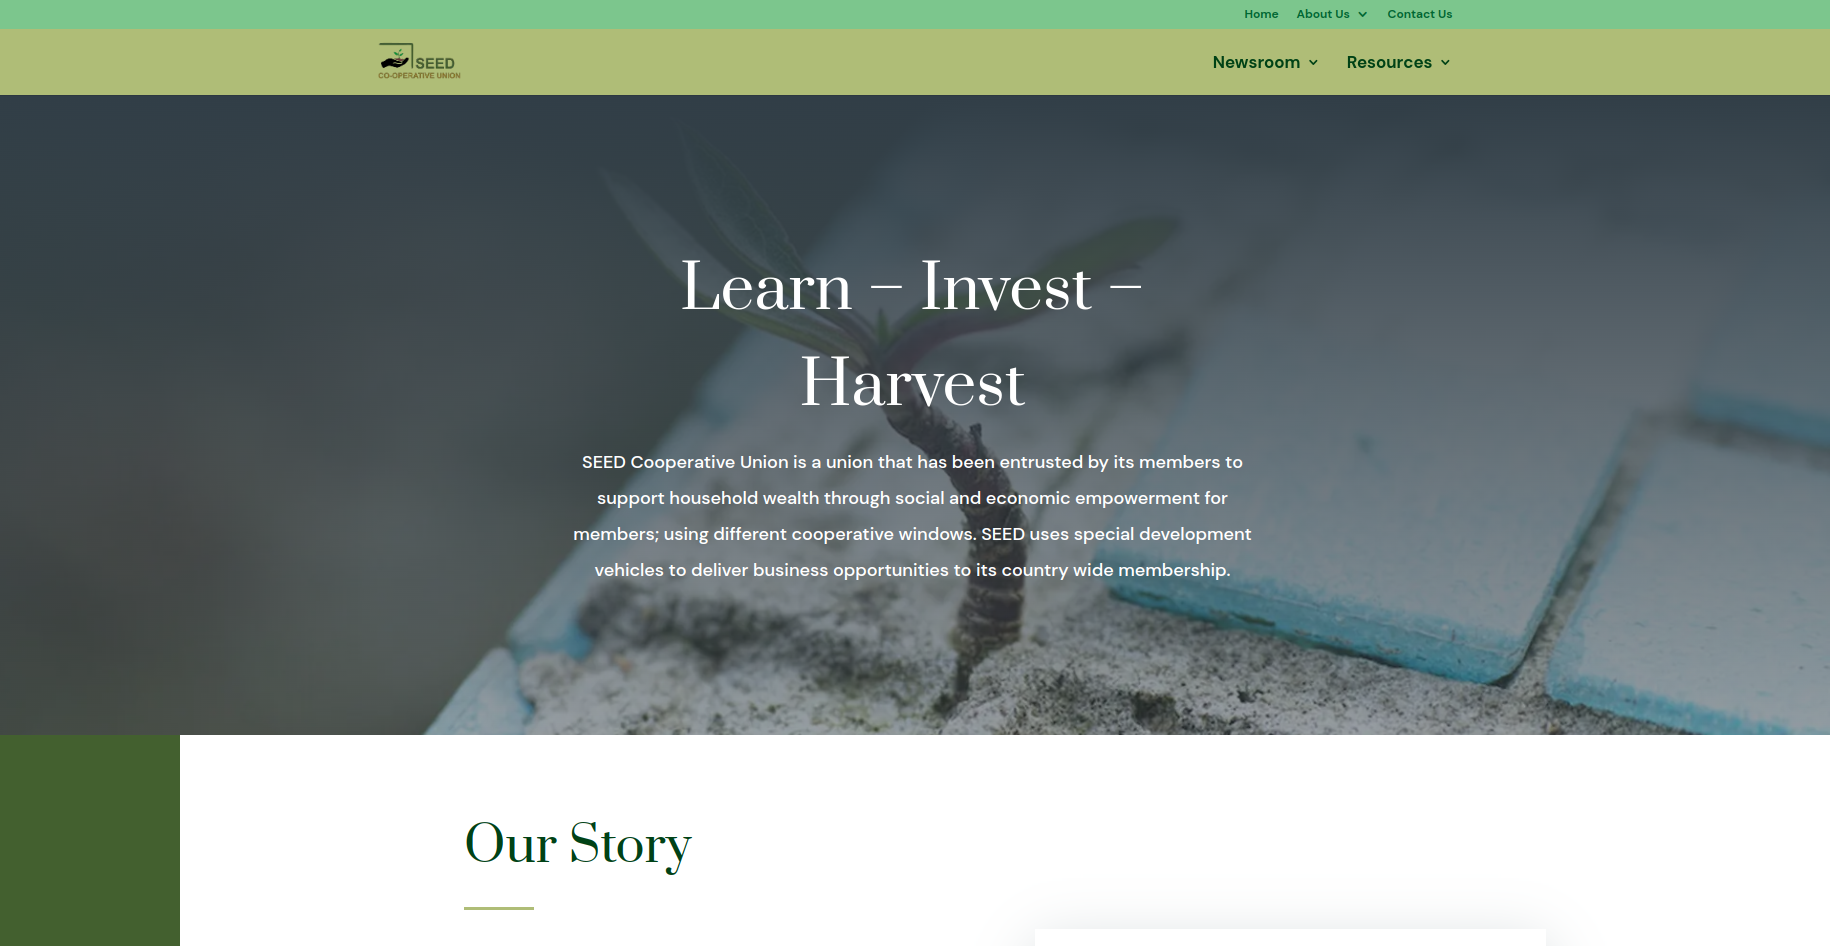 Home About Us Contact Us
SEED
CO-OPERATIVE UNION
Newsroom Resources
Learn – Invest –
Harvest
SEED Cooperative Union is a union that has been entrusted by its members to
support household wealth through social and economic empowerment for
members; using different cooperative windows. SEED uses special development
vehicles to deliver business opportunities to its country wide membership.
Our Story